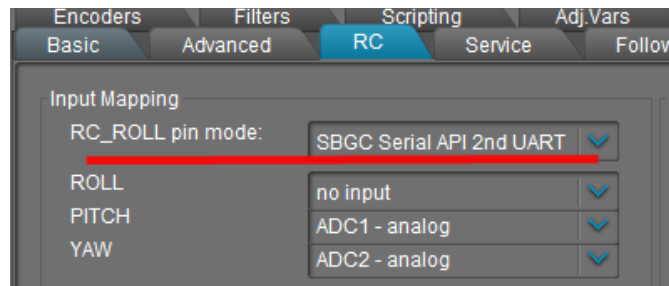 Encoders Filters Scripting Adj.Vars
Basic Advanced RC Service Follow
Input Mapping
RC_ROLL pin mode: SBGC Serial API 2nd UART
ROLL no input
PITCH ADC1 - analog
YAW ADC2 - analog